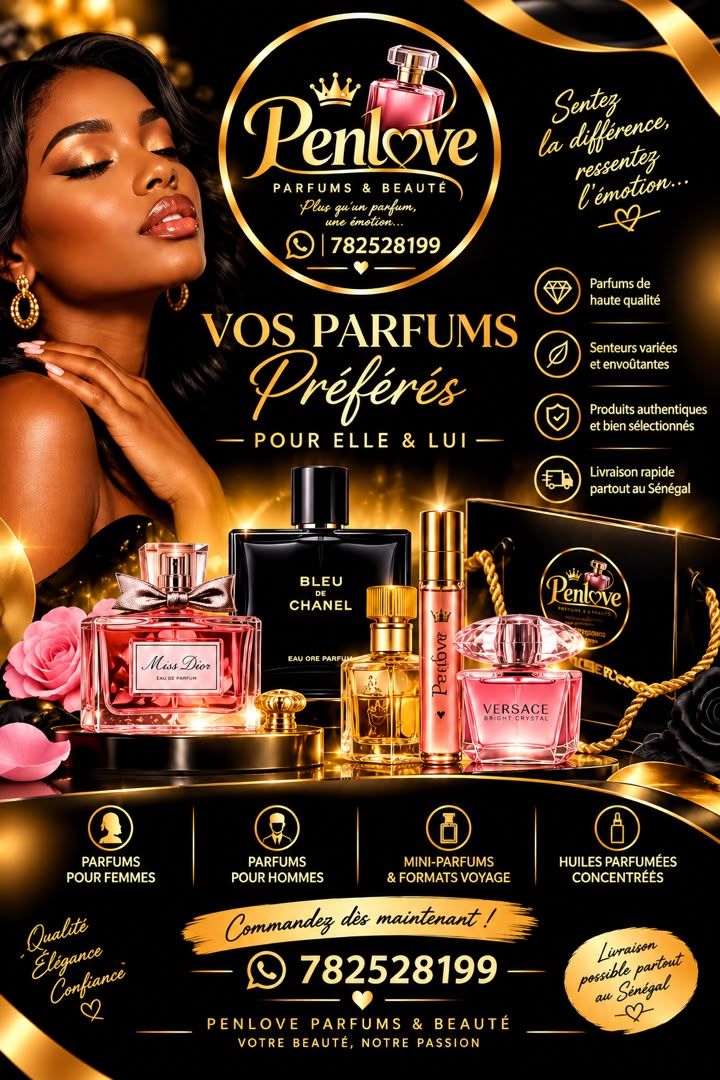 Penlove
PARFUMS & BEAUTÉ
Plus qu'un parfum,
une émotion...
782528199
Sentez
la différence,
ressentez
l'émotion...
VOS PARFUMS
Préférés
POUR ELLE & LUI
Parfums de
haute qualité
Senteurs variées
et envoûtantes
Produits authentiques
et bien sélectionnés
Livraison rapide
partout au Sénégal
Miss Dior
EAU DE PARFUM
BLEU
DE
CHANEL
EAU ORE PARFUM
Penlove
VERSACE
BRIGHT CRYSTAL
Penlove
PARFUMS & BEAUTÉ
PARFUMS
POUR FEMMES
PARFUMS
POUR HOMMES
MINI-PARFUMS
& FORMATS VOYAGE
HUILES PARFUMÉES
CONCENTRÉÉS
Commandez dès maintenant !
782528199
Qualité
Élégance
Confiance
Livraison
possible partout
au Sénégal
PENLOVE PARFUMS & BEAUTÉ
VOTRE BEAUTÉ, NOTRE PASSION